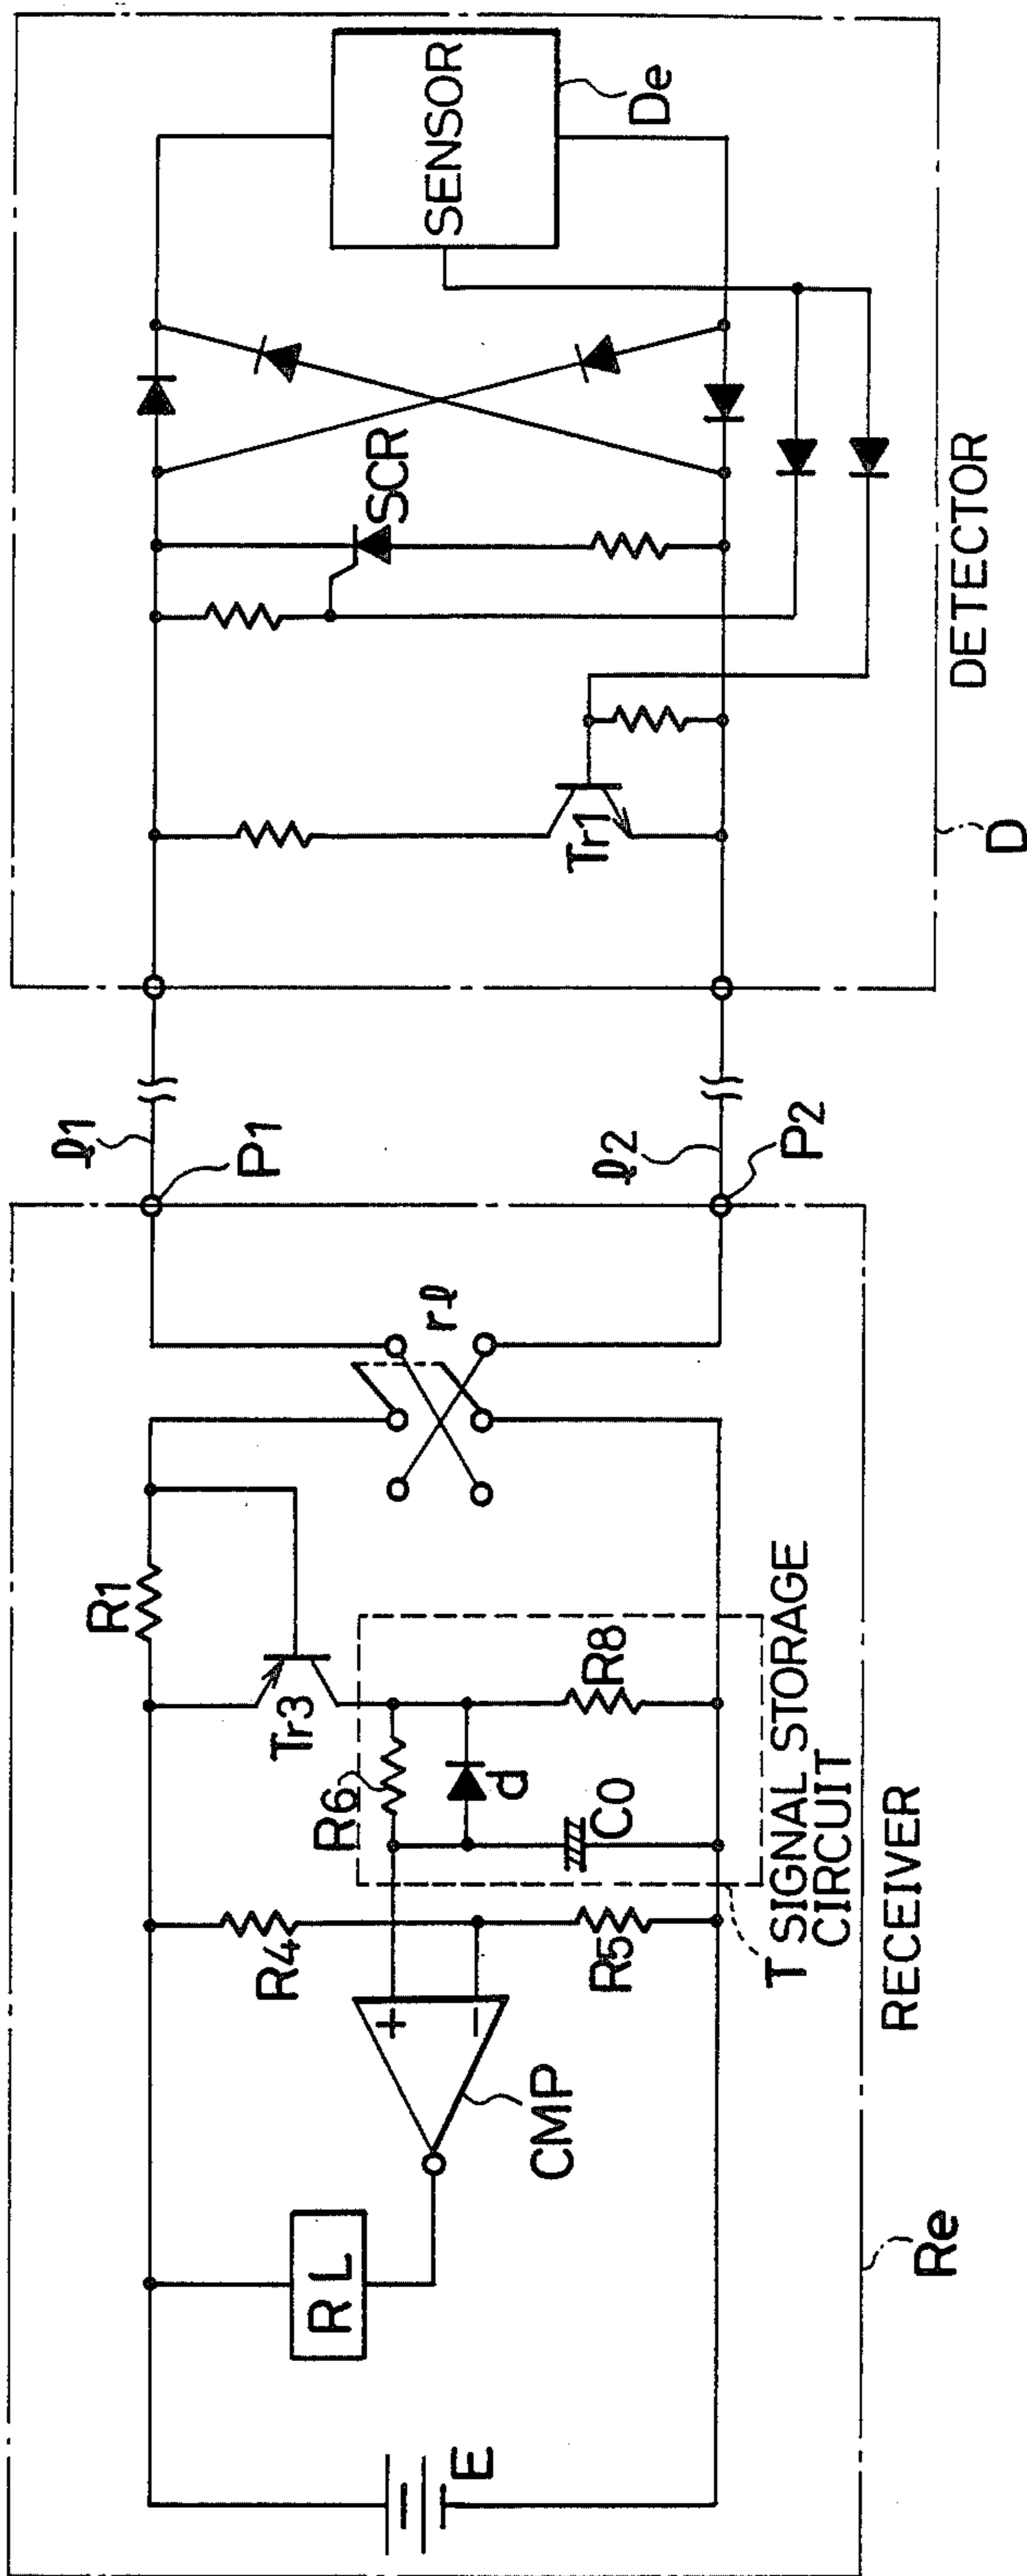 E
R L
CMP
+
−
R4
R5
R1
Tr3
R6
d
C0
R8
T SIGNAL STORAGE
CIRCUIT
RECEIVER
Re
rℓ
P1
P2
ℓ1
ℓ2
Tr1
SCR
SENSOR
De
DETECTOR
D